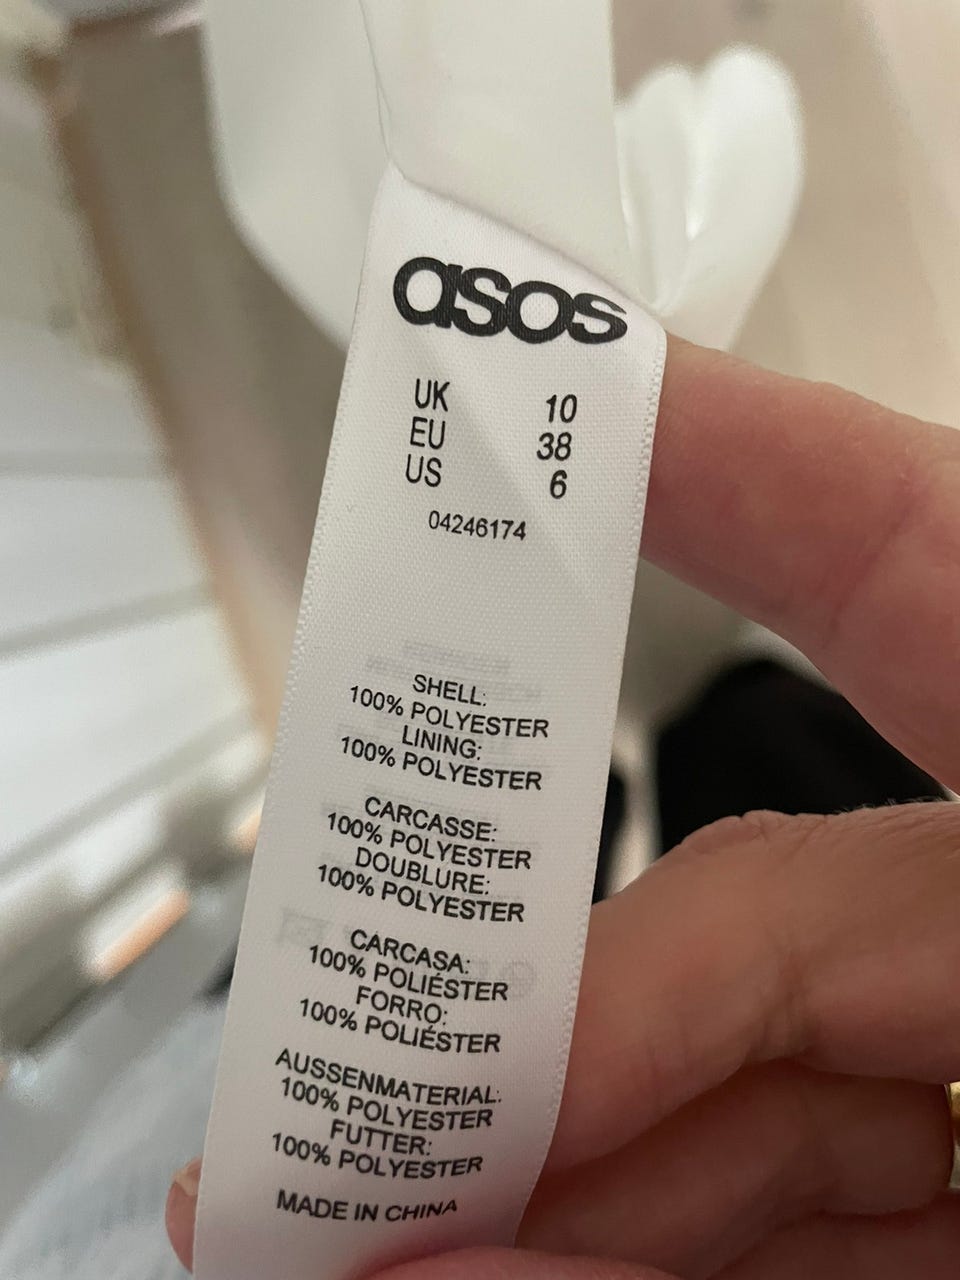 asos
UK 10
EU 38
US 6
04246174
SHELL:
100% POLYESTER
LINING:
100% POLYESTER
CARCASSE:
100% POLYESTER
DOUBLURE:
100% POLYESTER
CARCASA:
100% POLIÉSTER
FORRO:
100% POLIÉSTER
AUSSENMATERIAL:
100% POLYESTER
FUTTER:
100% POLYESTER
MADE IN CHINA